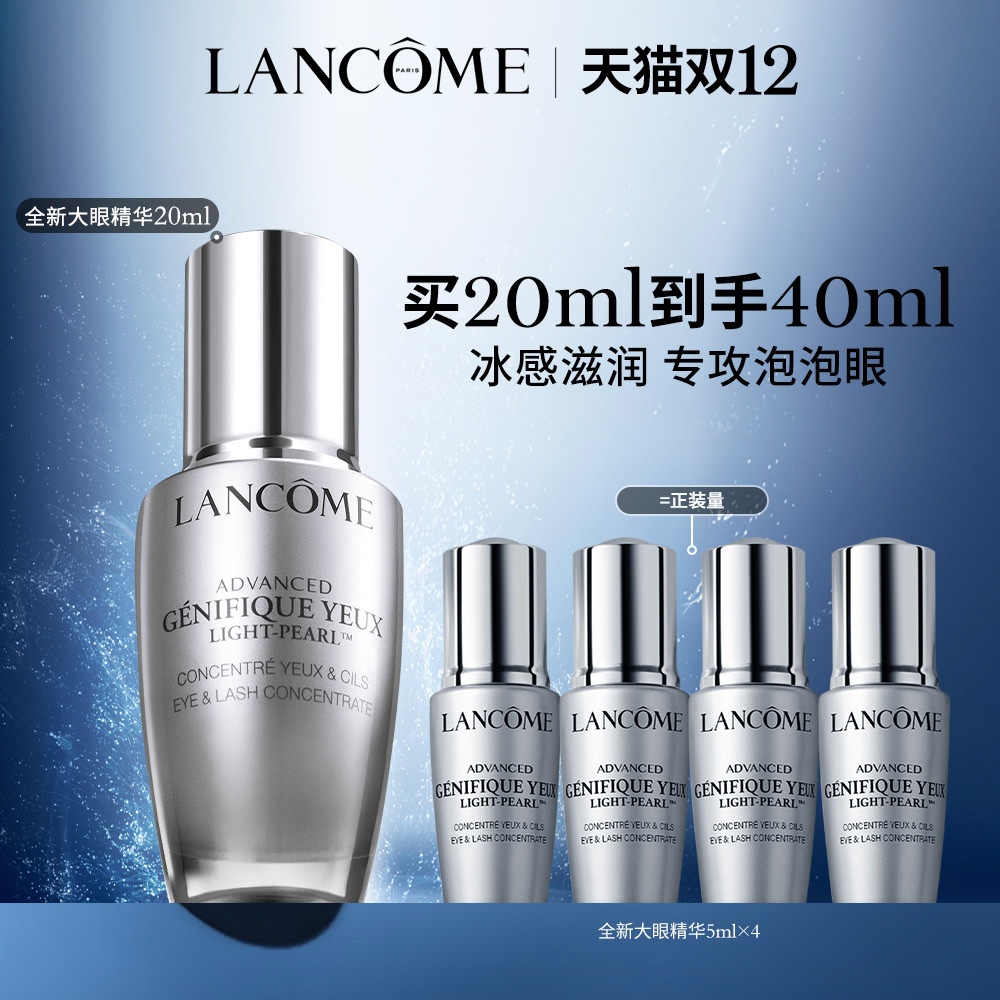 LANCÔME PARIS 天猫双12
全新大眼精华20ml
买20ml到手40ml
冰感滋润 专攻泡泡眼
=正装量
LANCÔME
ADVANCED
GÉNIFIQUE YEUX
LIGHT-PEARL™
CONCENTRÉ YEUX & CILS
EYE & LASH CONCENTRATE
LANCÔME
ADVANCED
GÉNIFIQUE YEUX
LIGHT-PEARL™
CONCENTRÉ YEUX & CILS
EYE & LASH CONCENTRATE
LANCÔME
ADVANCED
GÉNIFIQUE YEUX
LIGHT-PEARL™
CONCENTRÉ YEUX & CILS
EYE & LASH CONCENTRATE
LANCÔME
ADVANCED
GÉNIFIQUE YEUX
LIGHT-PEARL™
CONCENTRÉ YEUX & CILS
EYE & LASH CONCENTRATE
LANCÔME
ADVANCED
GÉNIFIQUE YEUX
LIGHT-PEARL™
CONCENTRÉ YEUX & CILS
EYE & LASH CONCENTRATE
全新大眼精华5ml×4